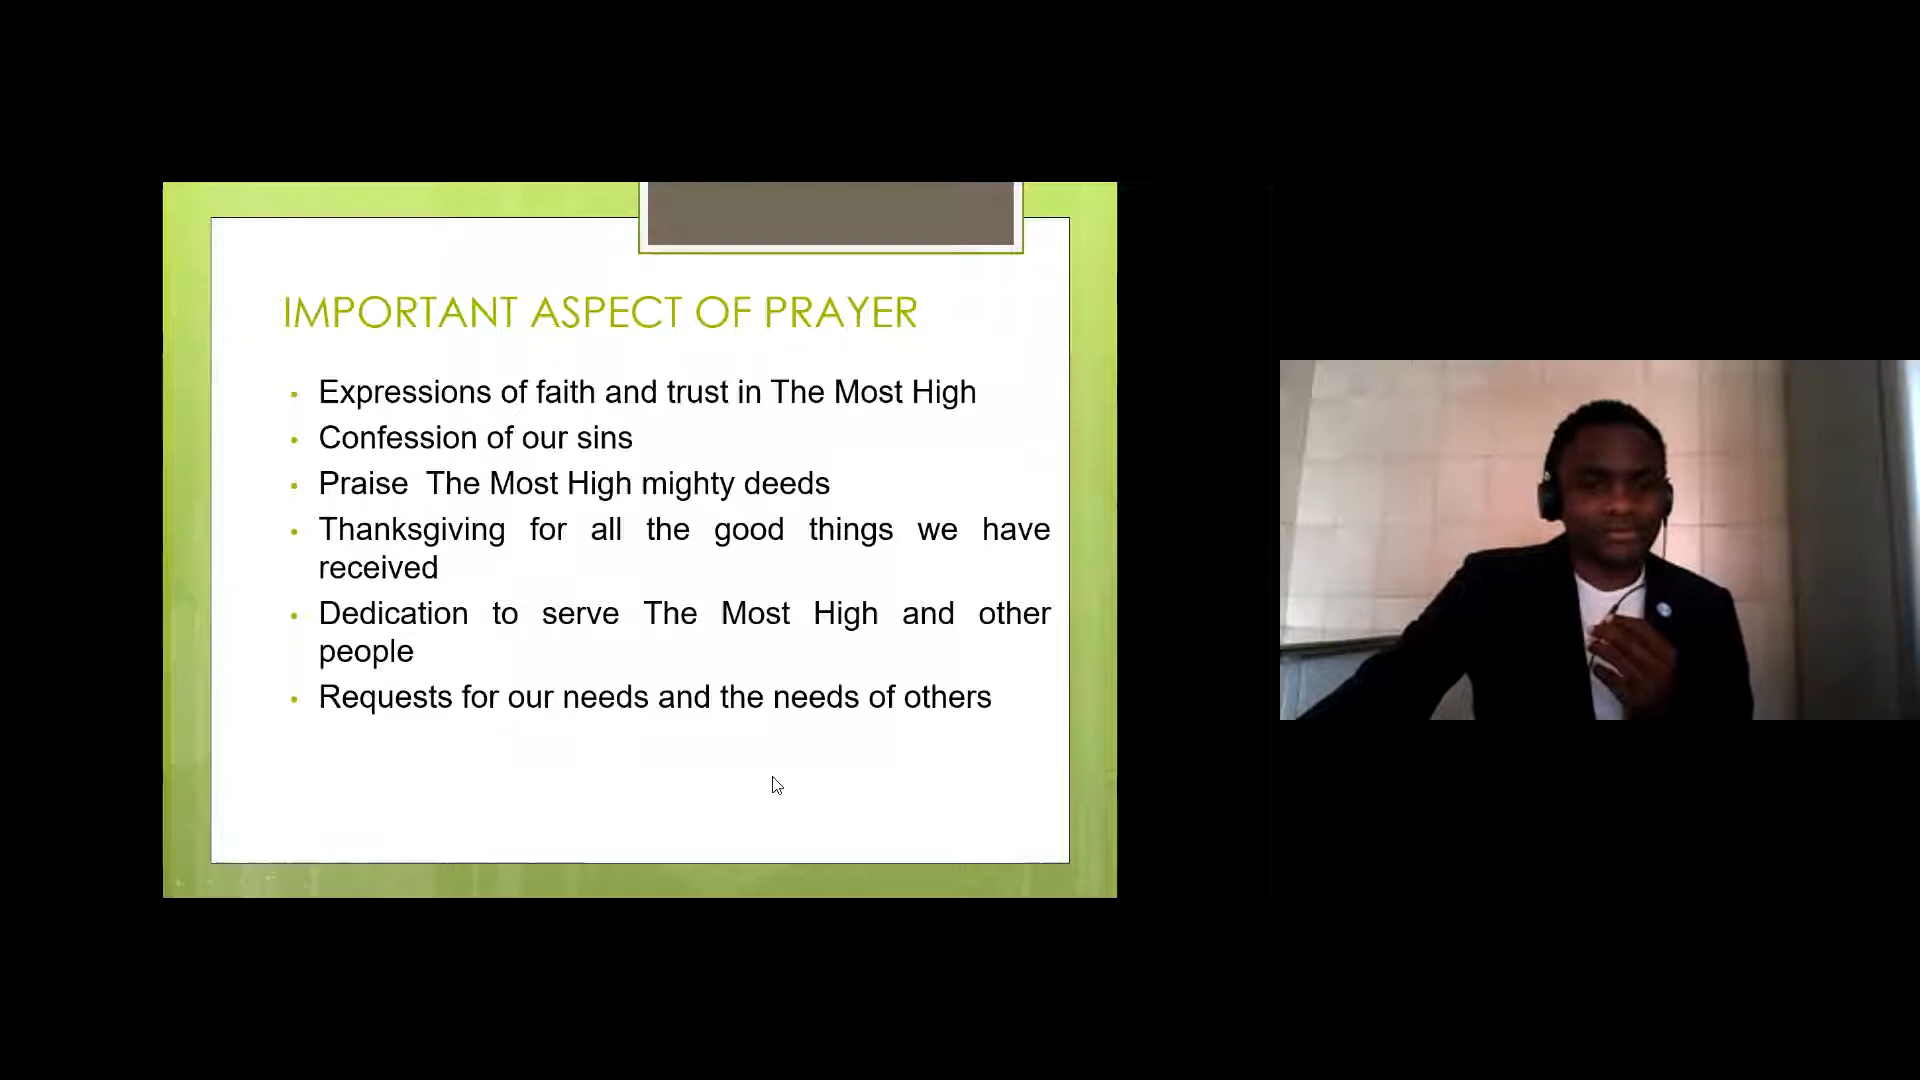 IMPORTANT ASPECT OF PRAYER
Expressions of faith and trust in The Most High
Confession of our sins
Praise  The Most High mighty deeds
Thanksgiving for all the good things we have
received
Dedication to serve The Most High and other
people
Requests for our needs and the needs of others